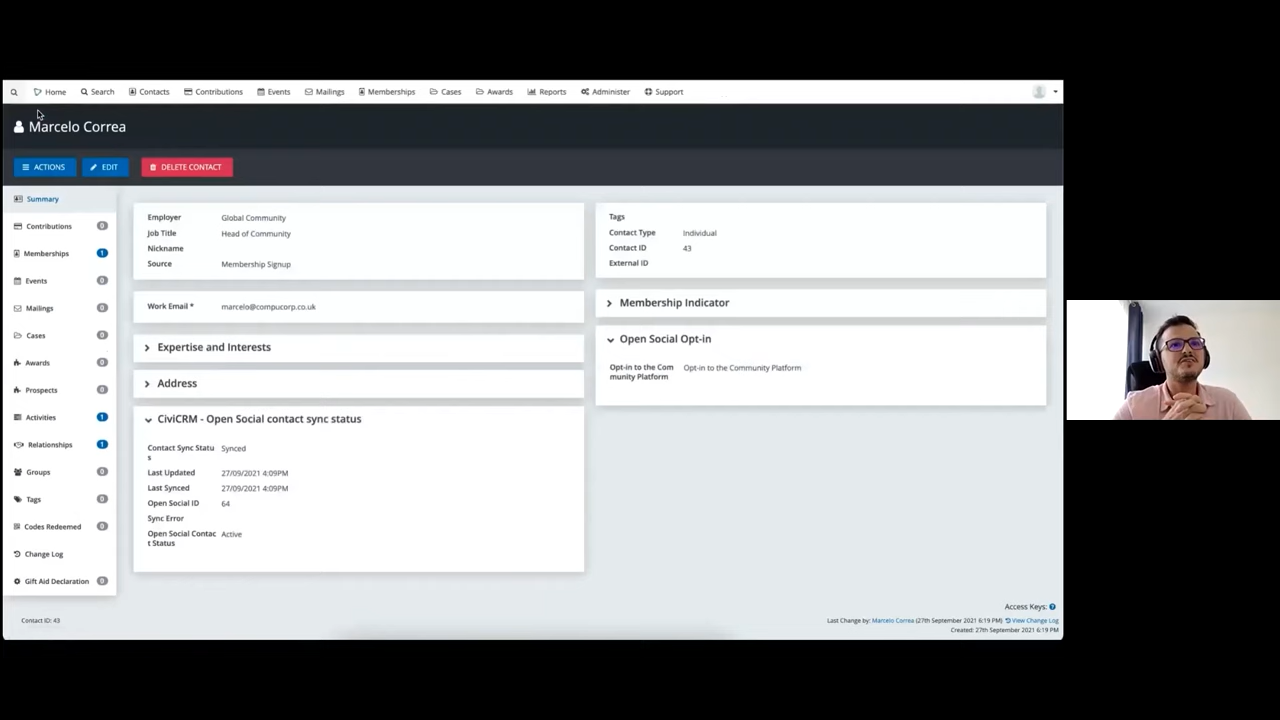 Home Search Contacts Contributions Events Mailings Memberships Cases Awards Reports Administer Support
Marcelo Correa
ACTIONS EDIT DELETE CONTACT
Summary
Contributions 0
Memberships 1
Events 0
Mailings 0
Cases 0
Awards 0
Prospects 0
Activities 1
Relationships 1
Groups 0
Tags 0
Codes Redeemed 0
Change Log
Gift Aid Declaration 0
Employer Global Community
Job Title Head of Community
Nickname
Source Membership Signup
Work Email * marcelo@compucorp.co.uk
Expertise and Interests
Address
CiviCRM - Open Social contact sync status
Contact Sync Statu Synced
s
Last Updated 27/09/2021 4:09PM
Last Synced 27/09/2021 4:09PM
Open Social ID 64
Sync Error
Open Social Contac Active
t Status
Tags
Contact Type Individual
Contact ID 43
External ID
Membership Indicator
Open Social Opt-in
Opt-in to the Com Opt-in to the Community Platform
munity Platform
Access Keys: ?
Contact ID: 43
Last Change by: Marcelo Correa (27th September 2021 6:19 PM) View Change Log
Created: 27th September 2021 6:19 PM